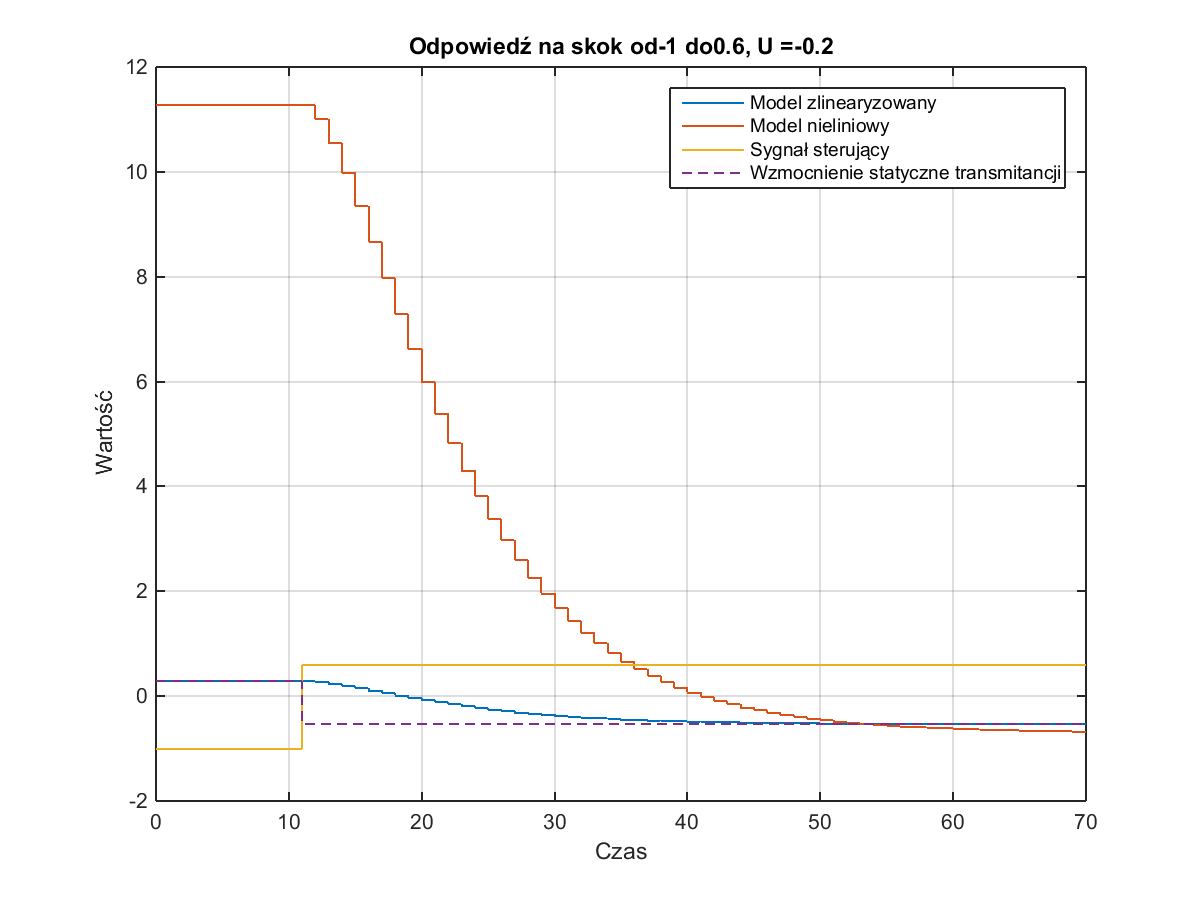 Odpowiedź na skok od-1 do0.6, U =-0.2
12
10
8
6
4
2
0
-2
Wartość
Model zlinearyzowany
Model nieliniowy
Sygnał sterujący
Wzmocnienie statyczne transmitancji
0 10 20 30 40 50 60 70
Czas